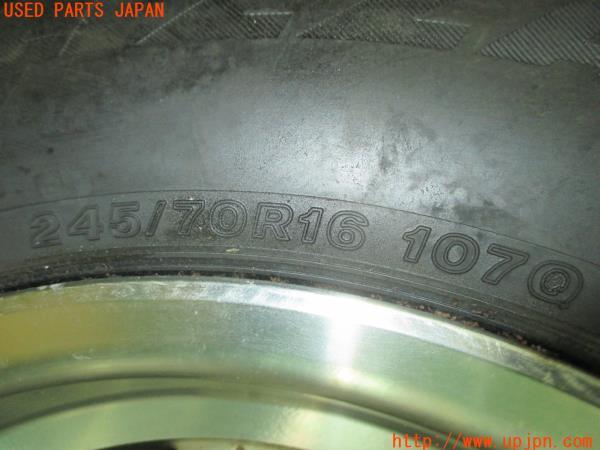 USED PARTS JAPAN
245/70R16 107Q
http://www.upjpn.com